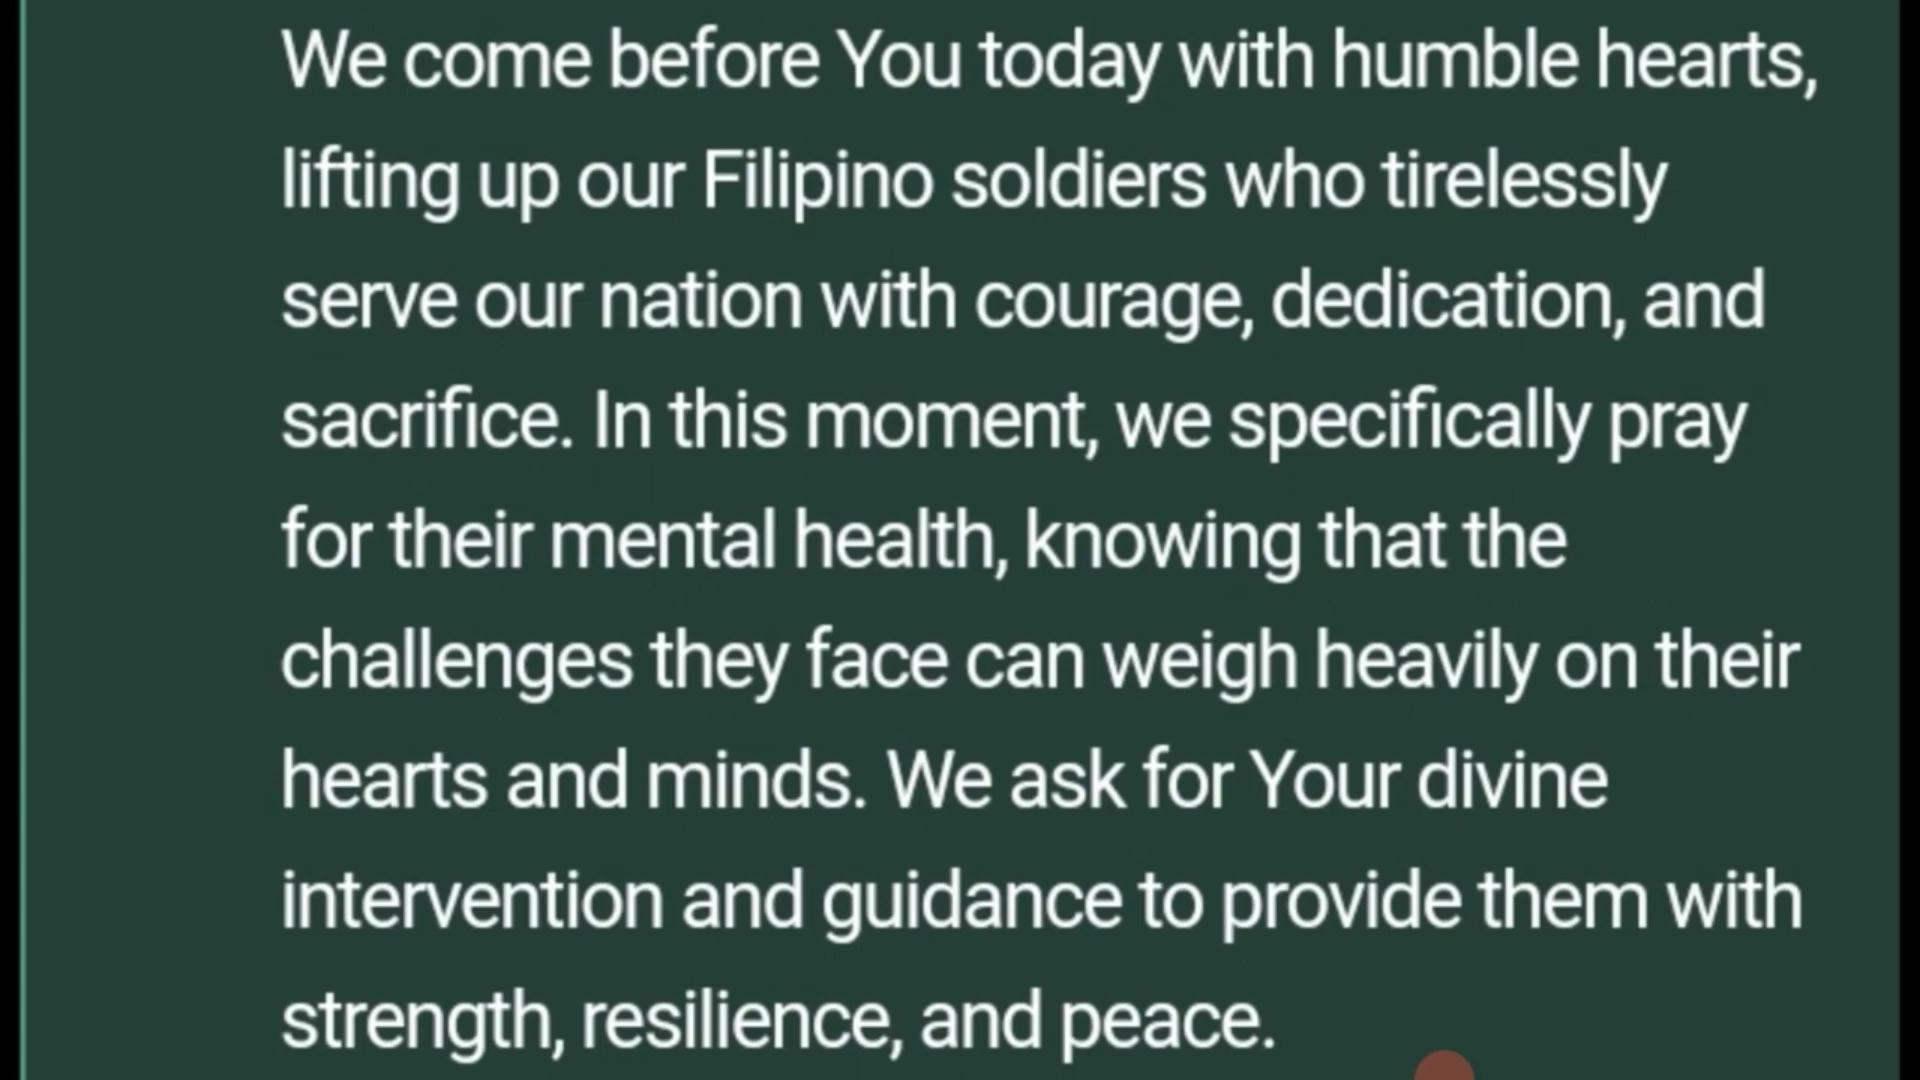 We come before You today with humble hearts,
lifting up our Filipino soldiers who tirelessly
serve our nation with courage, dedication, and
sacrifice. In this moment, we specifically pray
for their mental health, knowing that the
challenges they face can weigh heavily on their
hearts and minds. We ask for Your divine
intervention and guidance to provide them with
strength, resilience, and peace.